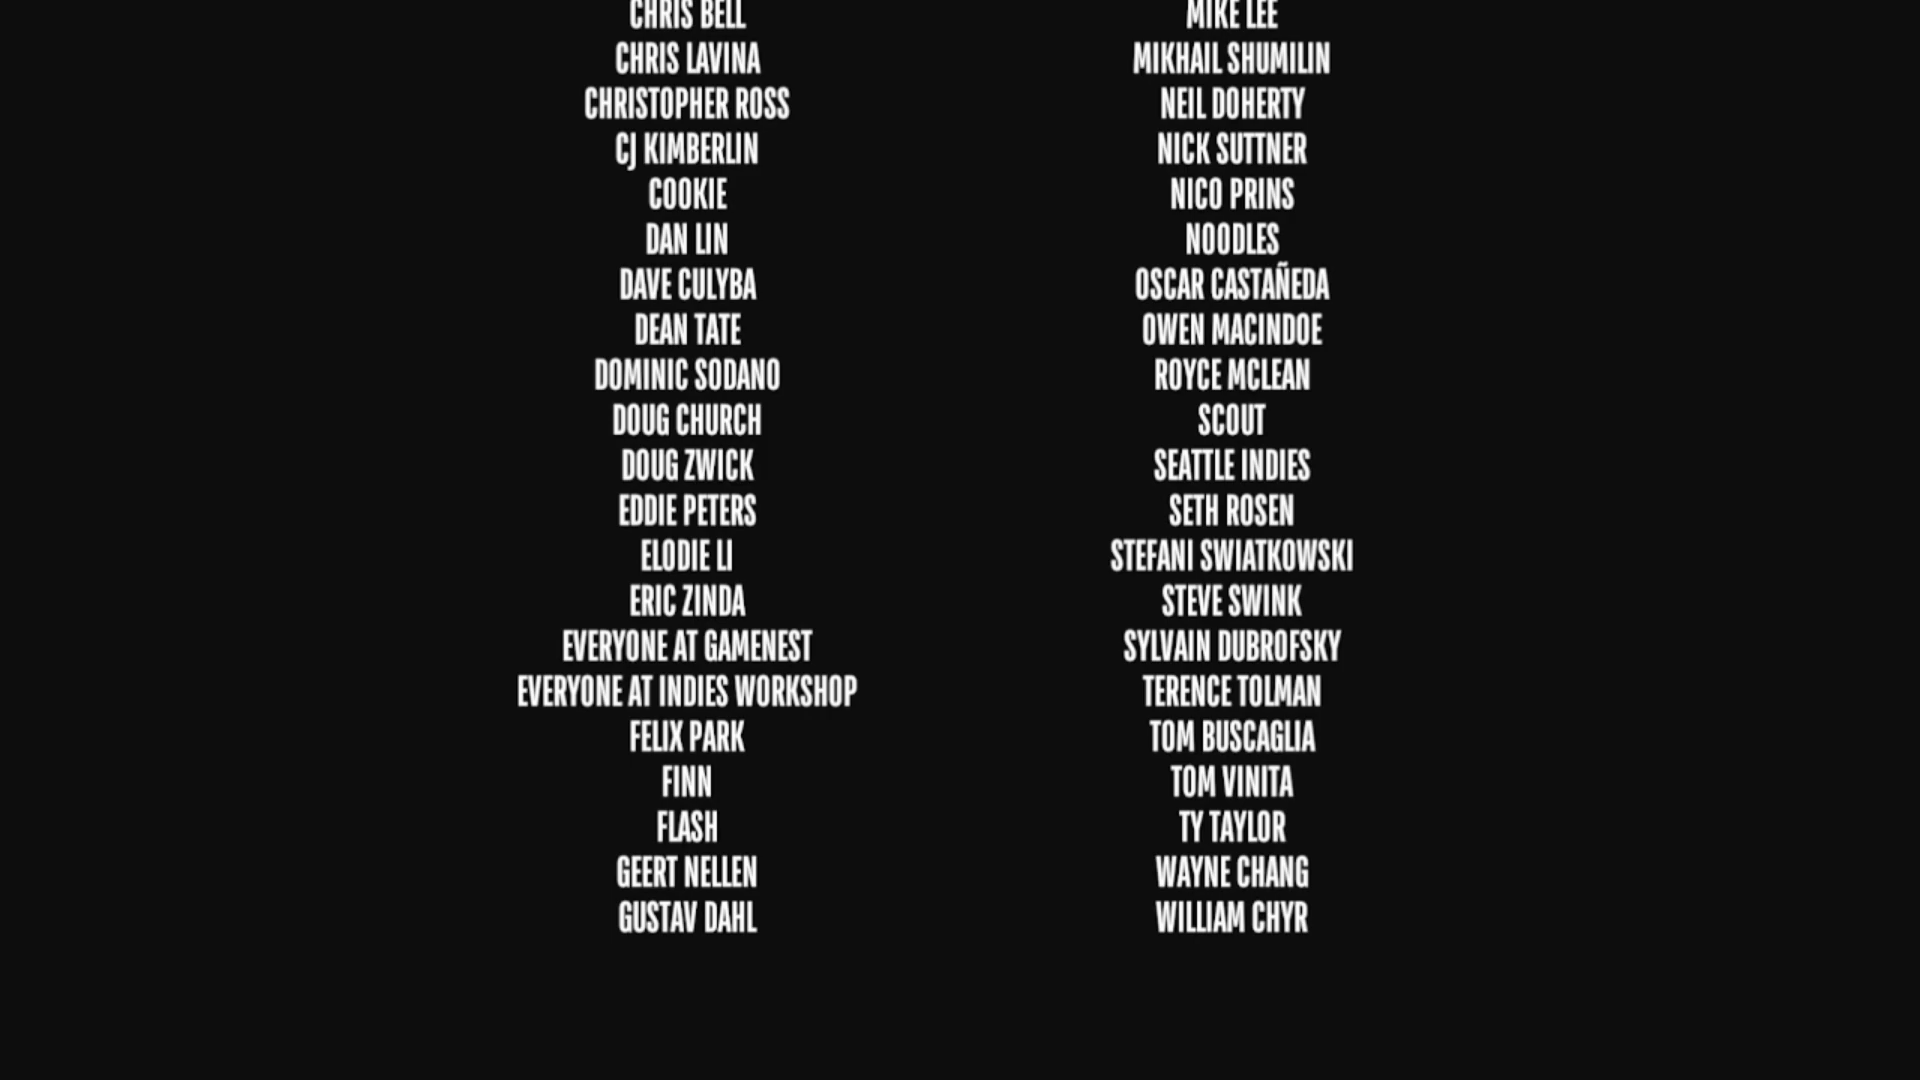 CHRIS BELL
CHRIS LAVINA
CHRISTOPHER ROSS
CJ KIMBERLIN
COOKIE
DAN LIN
DAVE CULYBA
DEAN TATE
DOMINIC SODANO
DOUG CHURCH
DOUG ZWICK
EDDIE PETERS
ELODIE LI
ERIC ZINDA
EVERYONE AT GAMENEST
EVERYONE AT INDIES WORKSHOP
FELIX PARK
FINN
FLASH
GEERT NELLEN
GUSTAV DAHL
MIKE LEE
MIKHAIL SHUMILIN
NEIL DOHERTY
NICK SUTTNER
NICO PRINS
NOODLES
OSCAR CASTAÑEDA
OWEN MACINDOE
ROYCE MCLEAN
SCOUT
SEATTLE INDIES
SETH ROSEN
STEFANI SWIATKOWSKI
STEVE SWINK
SYLVAIN DUBROFSKY
TERENCE TOLMAN
TOM BUSCAGLIA
TOM VINITA
TY TAYLOR
WAYNE CHANG
WILLIAM CHYR